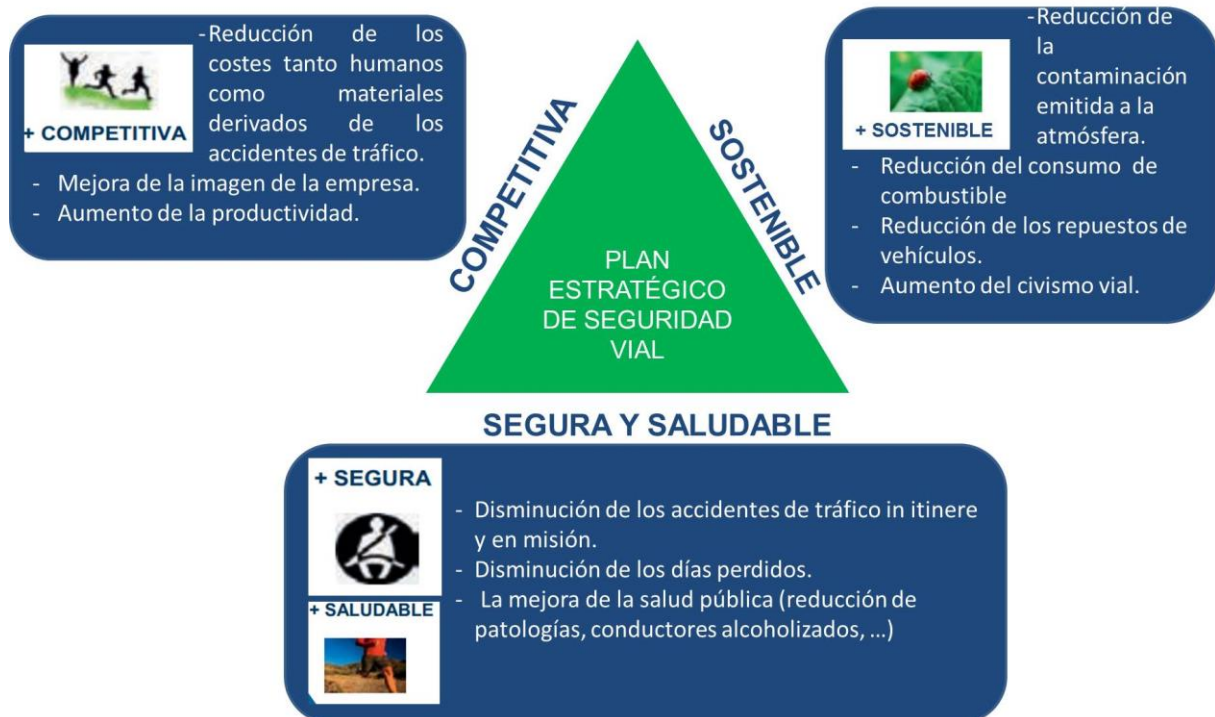 -Reducción de los
costes tanto humanos
como materiales
derivados de los
accidentes de tráfico.
+ COMPETITIVA
- Mejora de la imagen de la empresa.
- Aumento de la productividad.
COMPETITIVA
SOSTENIBLE
PLAN
ESTRATÉGICO
DE SEGURIDAD
VIAL
-Reducción de
la
contaminación
emitida a la
atmósfera.
+ SOSTENIBLE
- Reducción del consumo de
combustible
- Reducción de los repuestos de
vehículos.
- Aumento del civismo vial.
SEGURA Y SALUDABLE
+ SEGURA
+ SALUDABLE
- Disminución de los accidentes de tráfico in itinere
y en misión.
- Disminución de los días perdidos.
- La mejora de la salud pública (reducción de
patologías, conductores alcoholizados, ...)